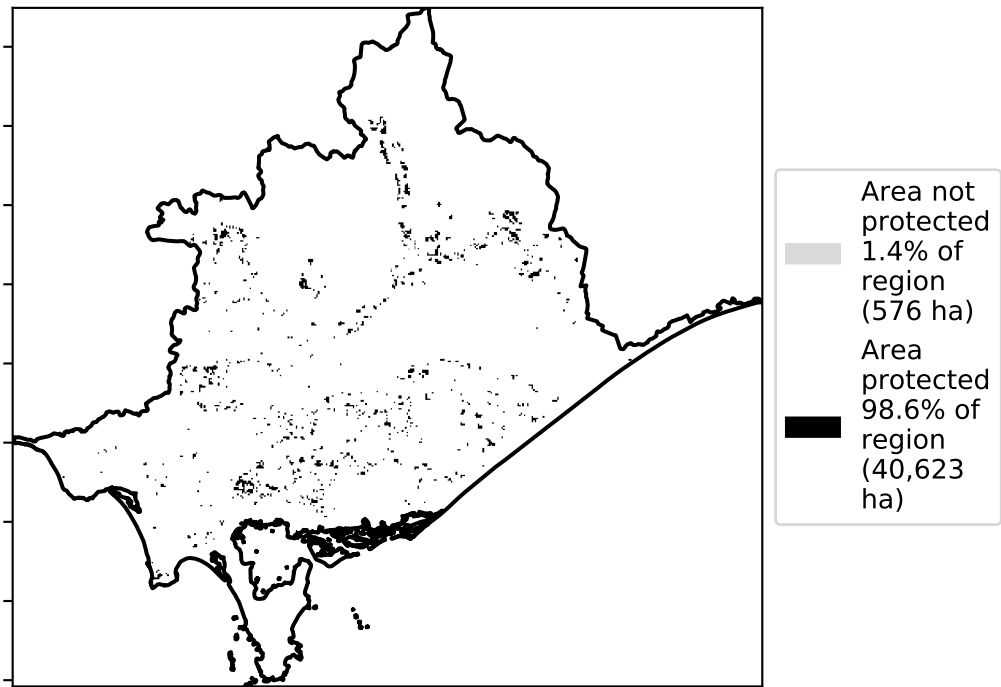 Area not
protected
1.4% of
region
(576 ha)
Area
protected
98.6% of
region
(40,623
ha)